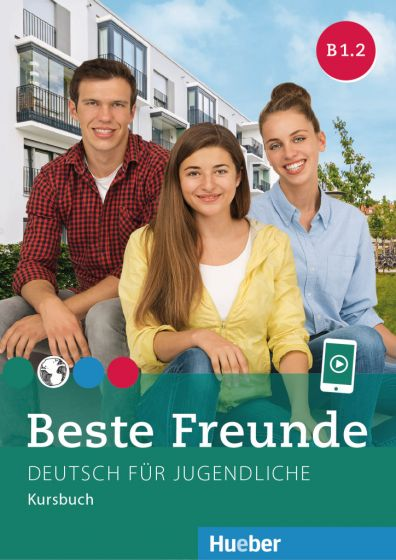 B1.2
Beste Freunde
DEUTSCH FÜR JUGENDLICHE
Kursbuch
Hueber